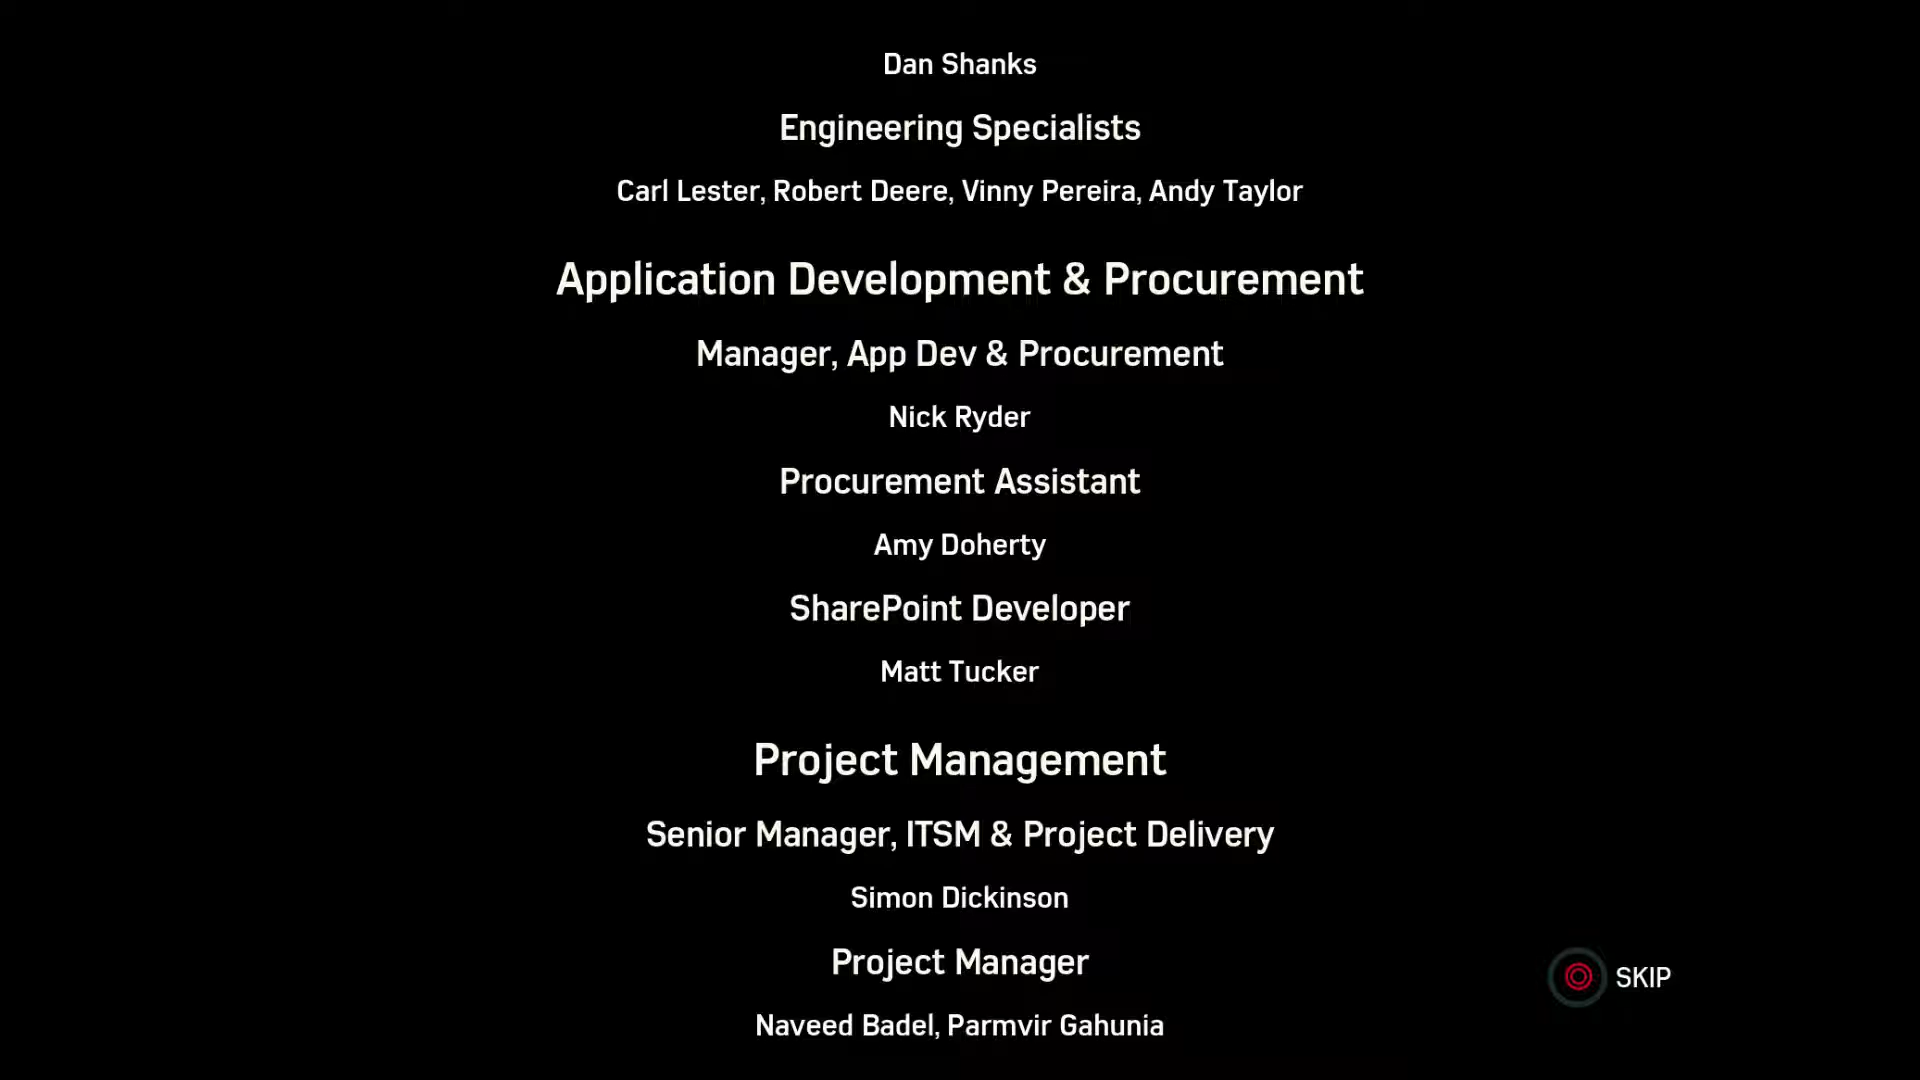 Dan Shanks
Engineering Specialists
Carl Lester, Robert Deere, Vinny Pereira, Andy Taylor
Application Development & Procurement
Manager, App Dev & Procurement
Nick Ryder
Procurement Assistant
Amy Doherty
SharePoint Developer
Matt Tucker
Project Management
Senior Manager, ITSM & Project Delivery
Simon Dickinson
Project Manager
SKIP
Naveed Badel, Parmvir Gahunia